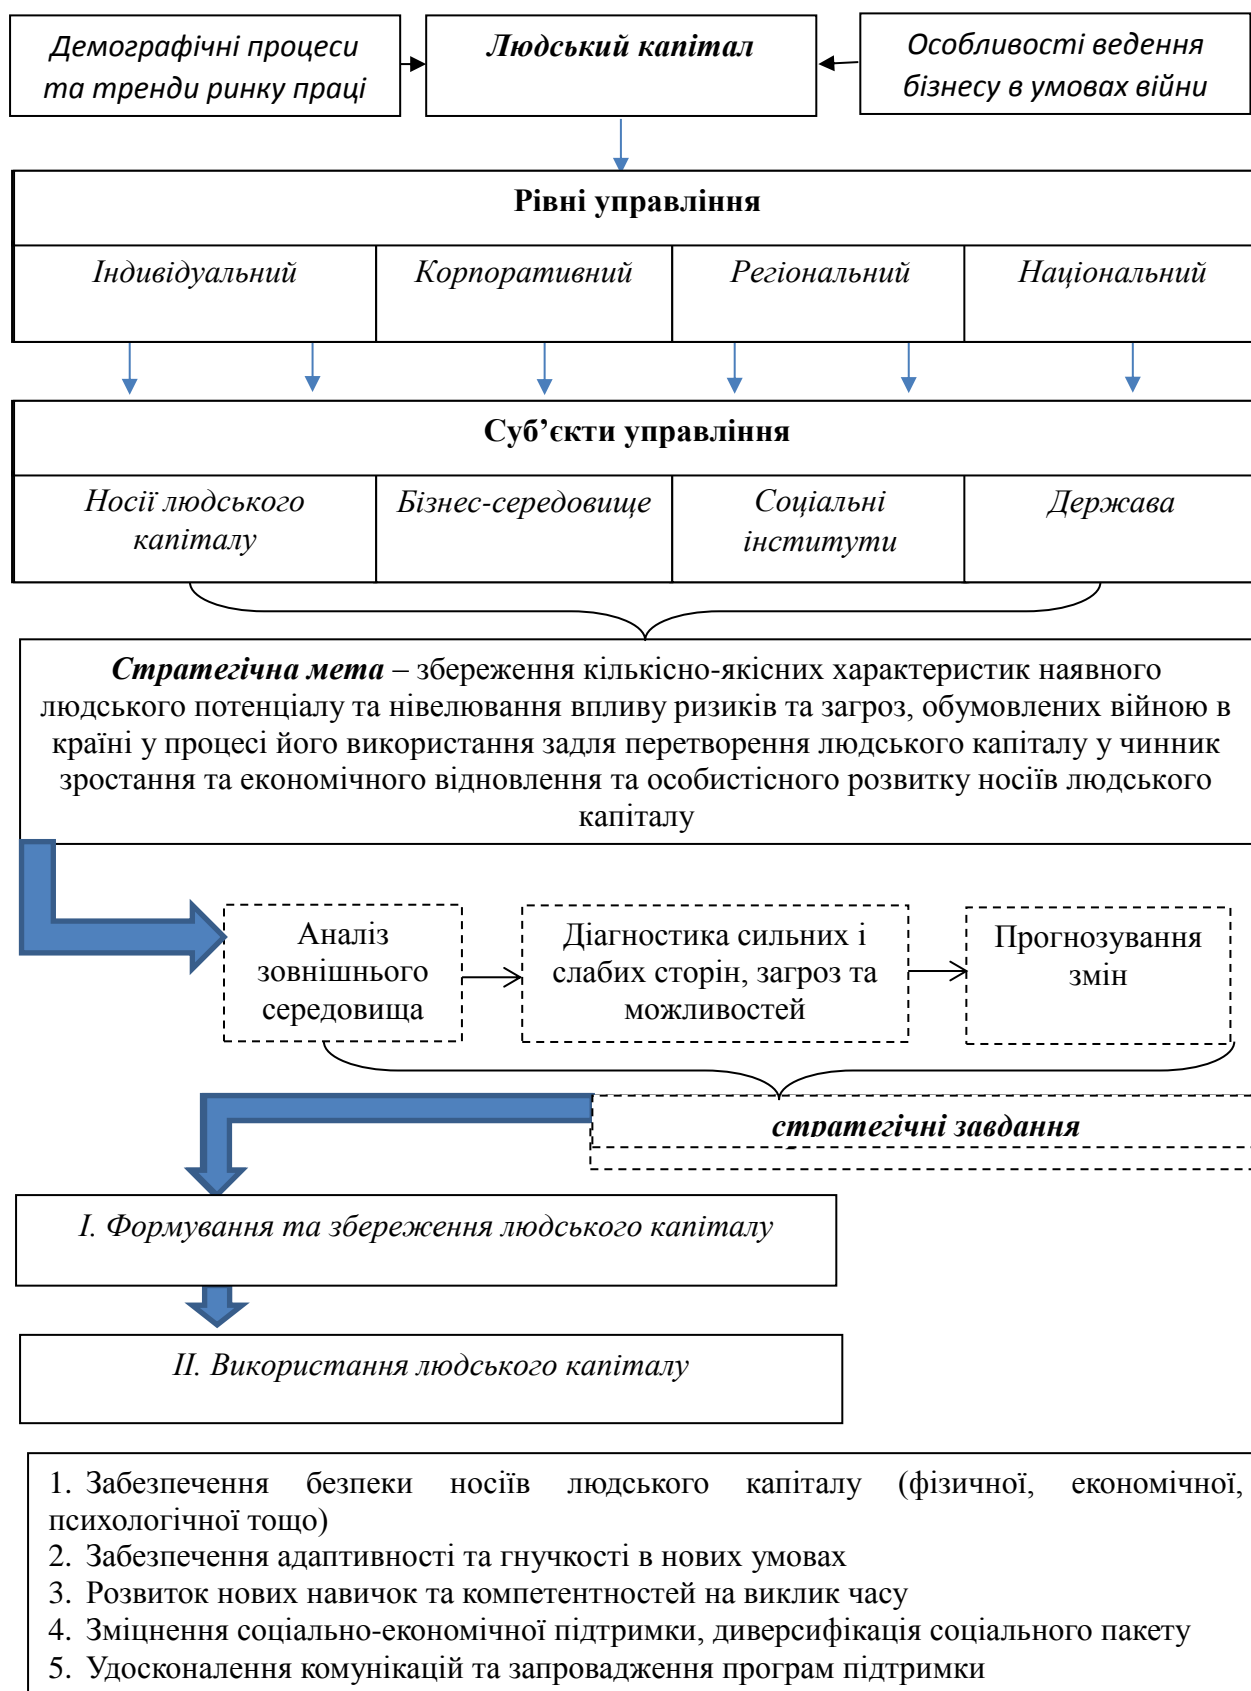 Демографічні процеси
та тренди ринку праці
Людський капітал
Особливості ведення
бізнесу в умовах війни
Рівні управління
Індивідуальний
Корпоративний
Регіональний
Національний
Суб’єкти управління
Носії людського
капіталу
Бізнес-середовище
Соціальні
інститути
Держава
Стратегічна мета – збереження кількісно-якісних характеристик наявного
людського потенціалу та нівелювання впливу ризиків та загроз, обумовлених війною в
країні у процесі його використання задля перетворення людського капіталу у чинник
зростання та економічного відновлення та особистісного розвитку носіїв людського
капіталу
Аналіз
зовнішнього
середовища
Діагностика сильних і
слабих сторін, загроз та
можливостей
Прогнозування
змін
стратегічні завдання
І. Формування та збереження людського капіталу
ІІ. Використання людського капіталу
1. Забезпечення безпеки носіїв людського капіталу (фізичної, економічної,
психологічної тощо)
2. Забезпечення адаптивності та гнучкості в нових умовах
3. Розвиток нових навичок та компетентностей на виклик часу
4. Зміцнення соціально-економічної підтримки, диверсифікація соціального пакету
5. Удосконалення комунікацій та запровадження програм підтримки